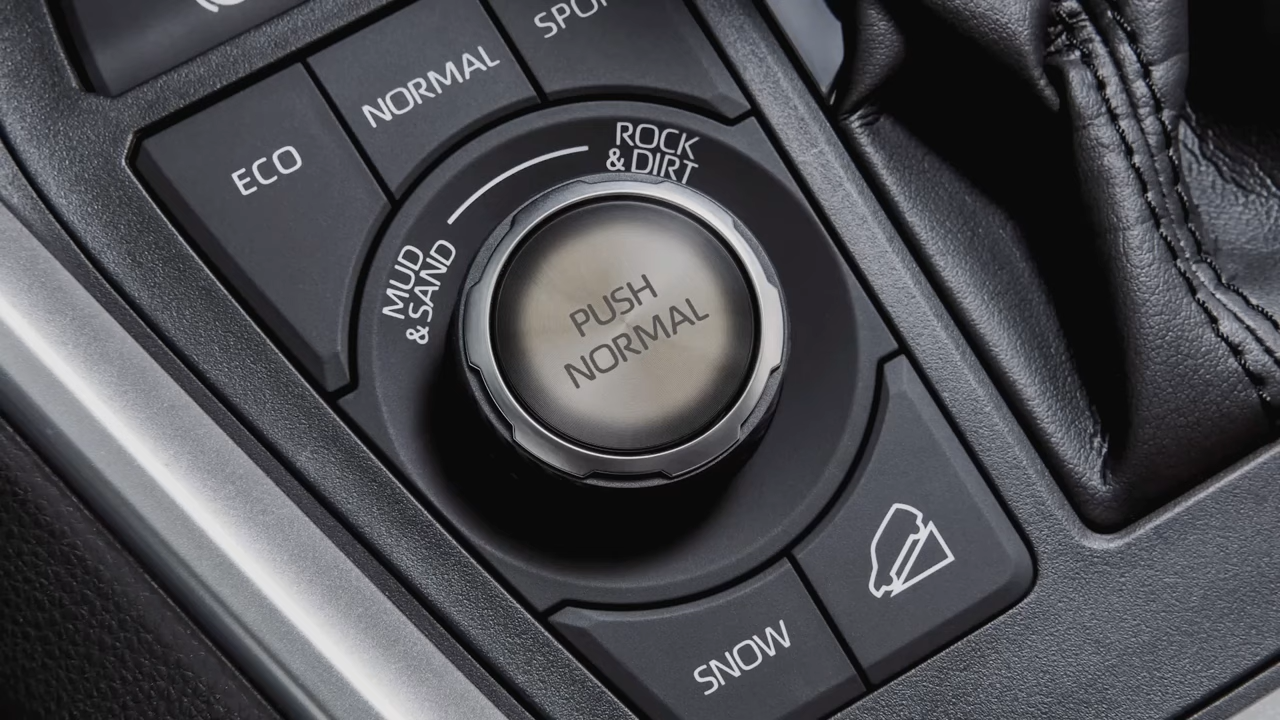 ECO
NORMAL
ROCK
& DIRT
MUD
& SAND
PUSH
NORMAL
SNOW